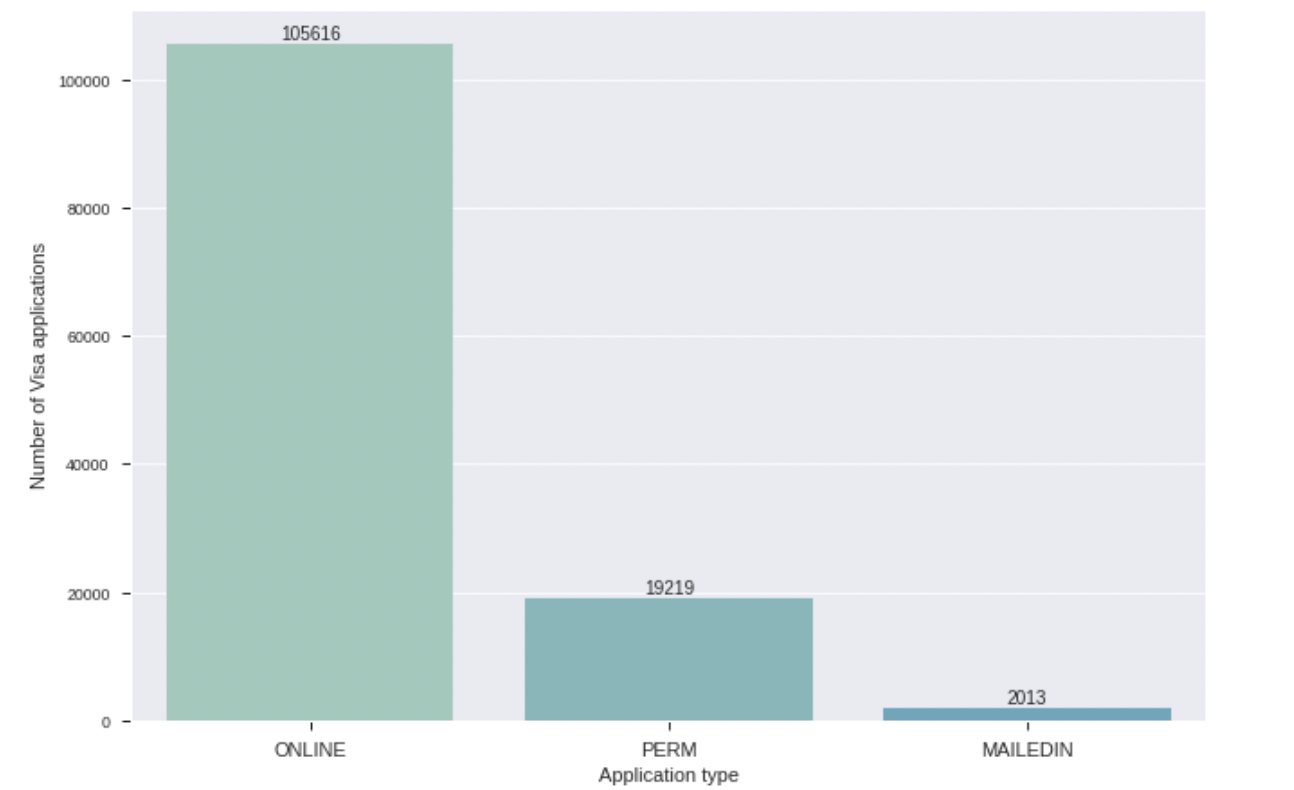 105616
100000
80000
60000
40000
20000
0
Number of Visa applications
19219
2013
ONLINE
PERM
MAILEDIN
Application type